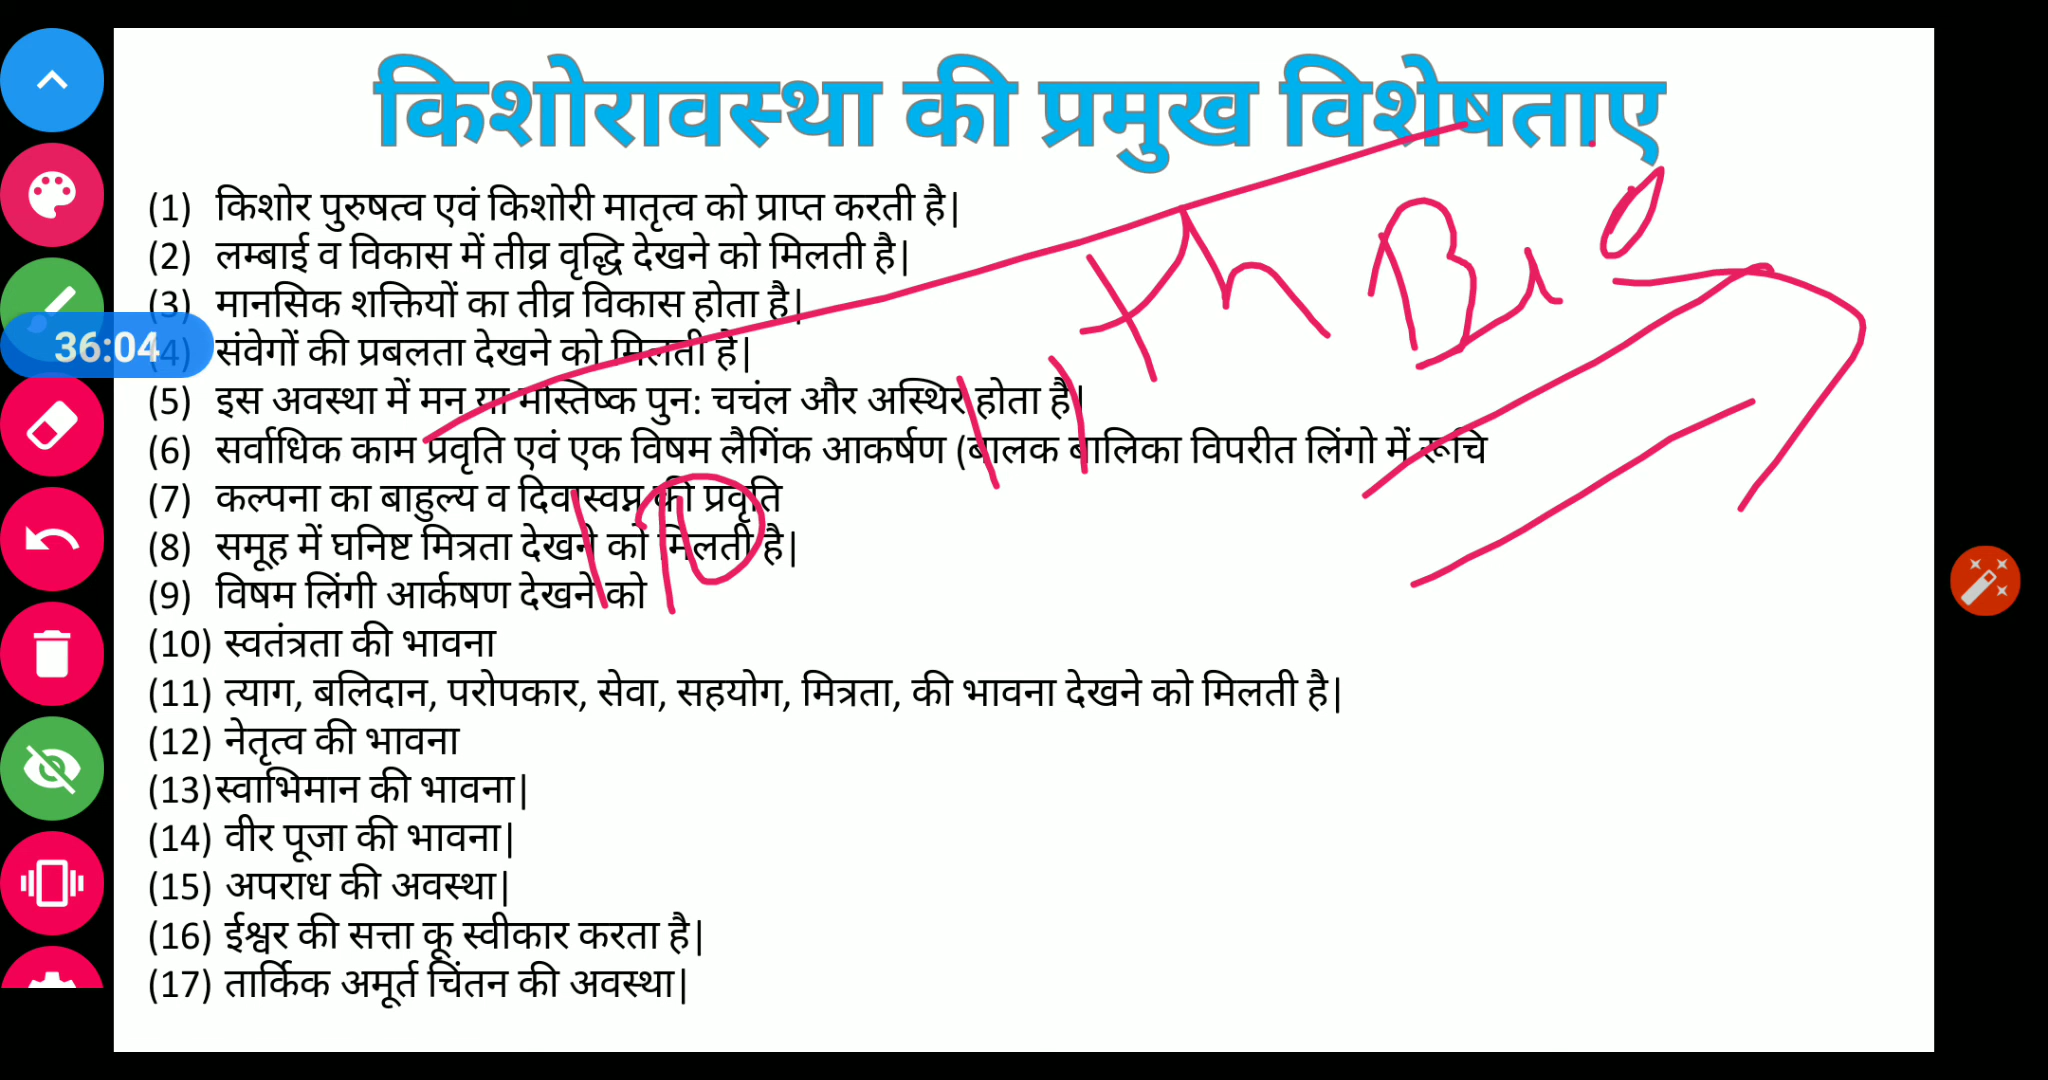 किशोरावस्था की प्रमुख विशेषताए
(1) किशोर पुरुषत्व एवं किशोरी मातृत्व को प्राप्त करती है|
(2) लम्बाई व विकास में तीव्र वृद्धि देखने को मिलती है|
(3) मानसिक शक्तियों का तीव्र विकास होता है|
36:04
4) संवेगों की प्रबलता देखने को मिलती है|
(5) इस अवस्था में मन या मस्तिष्क पुन: चचंल और अस्थिर होता है|
(6) सर्वाधिक काम प्रवृति एवं एक विषम लैगिंक आकर्षण (बालक बालिका विपरीत लिंगो में रूचि
(7) कल्पना का बाहुल्य व दिवास्वप्न की प्रवृति
(8) समूह में घनिष्ट मित्रता देखने को मिलती है|
(9) विषम लिंगी आर्कषण देखने को
(10) स्वतंत्रता की भावना
(11) त्याग, बलिदान, परोपकार, सेवा, सहयोग, मित्रता, की भावना देखने को मिलती है|
(12) नेतृत्व की भावना
(13) स्वाभिमान की भावना|
(14) वीर पूजा की भावना|
(15) अपराध की अवस्था|
(16) ईश्वर की सत्ता कू स्वीकार करता है|
(17) तार्किक अमूर्त चिंतन की अवस्था|
10
11th